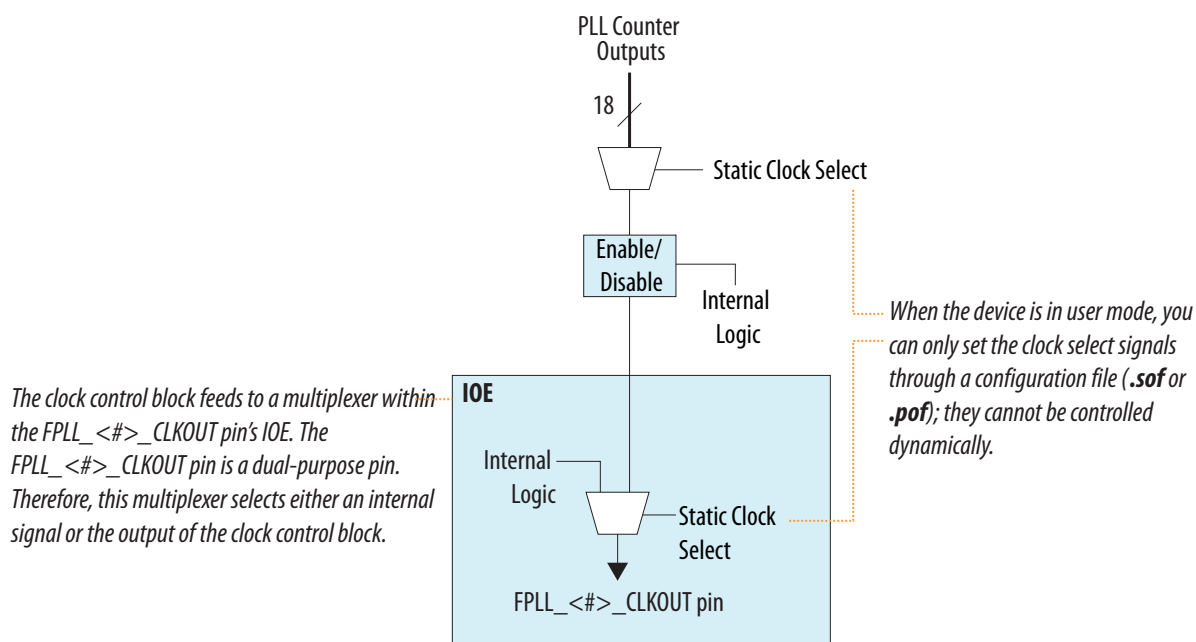 PLL Counter
Outputs
18
Static Clock Select
Enable/
Disable
Internal
Logic
When the device is in user mode, you
can only set the clock select signals
through a configuration file (.sof or
.pof); they cannot be controlled
dynamically.
The clock control block feeds to a multiplexer within
the FPLL_<#>_CLKOUT pin's IOE. The
FPLL_<#>_CLKOUT pin is a dual-purpose pin.
Therefore, this multiplexer selects either an internal
signal or the output of the clock control block.
IOE
Internal
Logic
Static Clock
Select
FPLL_<#>_CLKOUT pin